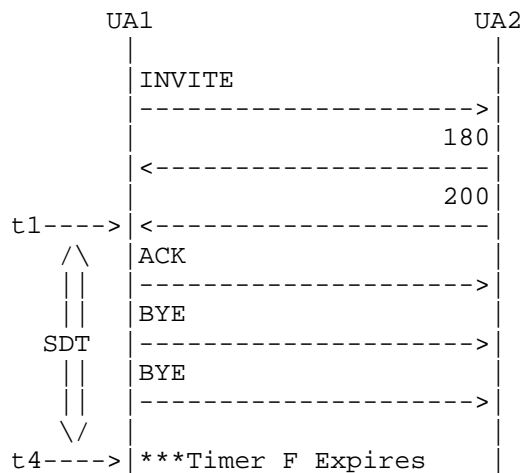 UA1 UA2
INVITE
180
200
t1
ACK
BYE
SDT
BYE
t4 ***Timer F Expires